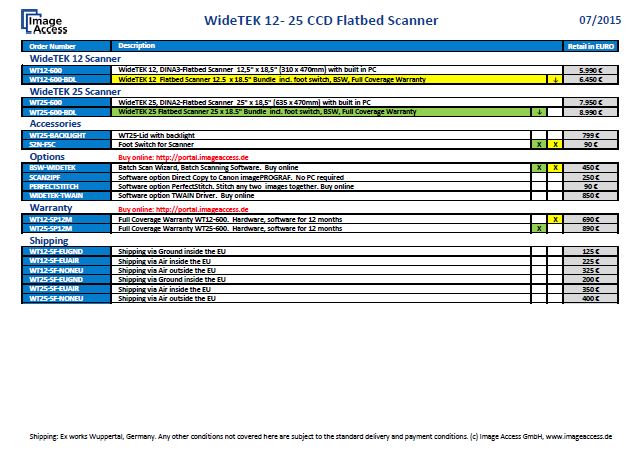 Image Access
WideTEK 12- 25 CCD Flatbed Scanner
07/2015
Order Number Description Retail in EURO
WideTEK 12 Scanner
WT12-600 WideTEK 12, DINA3-Flatbed Scanner 12,5" x 18,5" (310 x 470mm) with built in PC 5.990 €
WT12-600-BDL WideTEK 12 Flatbed Scanner 12.5 x 18.5" Bundle incl. foot switch, BSW, Full Coverage Warranty ↓ 6.450 €
WideTEK 25 Scanner
WT25-600 WideTEK 25, DINA2-Flatbed Scanner 25" x 18,5" (635 x 470mm) with built in PC 7.950 €
WT25-600-BDL WideTEK 25 Flatbed Scanner 25 x 18.5" Bundle incl. foot switch, BSW, Full Coverage Warranty ↓ 8.990 €
Accessories
WT25-BACKLIGHT WT25-Lid with backlight 799 €
S2N-FSC Foot Switch for Scanner X X 90 €
Options Buy online: http://portal.imageaccess.de
BSW-WIDETEK Batch Scan Wizard, Batch Scanning Software. Buy online X X 450 €
SCAN2IPF Software option Direct Copy to Canon imagePROGRAF. No PC required 250 €
PERFECTSTITCH Software option PerfectStitch. Stitch any two images together. Buy online 90 €
WIDETEK-TWAIN Software option TWAIN Driver. Buy online 850 €
Warranty Buy online: http://portal.imageaccess.de
WT12-SP12M Full Coverage Warranty WT12-600. Hardware, software for 12 months X 690 €
WT25-SP12M Full Coverage Warranty WT25-600. Hardware, software for 12 months X 890 €
Shipping
WT12-SF-EUGND Shipping via Ground inside the EU 125 €
WT12-SF-EUAIR Shipping via Air inside the EU 225 €
WT12-SF-NONEU Shipping via Air outside the EU 325 €
WT25-SF-EUGND Shipping via Ground inside the EU 200 €
WT25-SF-EUAIR Shipping via Air inside the EU 350 €
WT25-SF-NONEU Shipping via Air outside the EU 400 €
Shipping: Ex works Wuppertal, Germany. Any other conditions not covered here are subject to the standard delivery and payment conditions. (c) Image Access GmbH, www.imageaccess.de